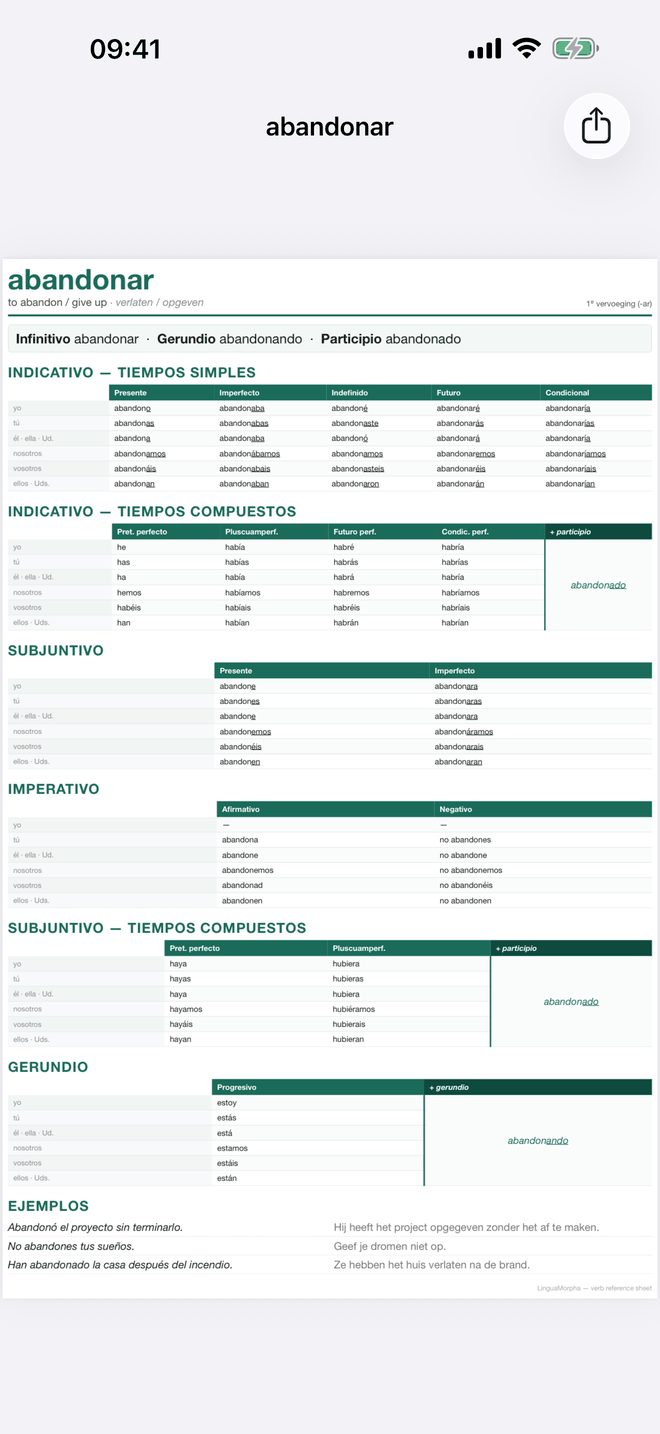 09:41
abandonar
abandonar
to abandon / give up · verlaten / opgeven
1ª vervoeging (-ar)
Infinitivo abandonar · Gerundio abandonando · Participio abandonado
INDICATIVO — TIEMPOS SIMPLES
Presente Imperfecto Indefinido Futuro Condicional
yo abandono abandonaba abandoné abandonaré abandonaría
tú abandonas abandonabas abandonaste abandonarás abandonarías
él · ella · Ud. abandona abandonaba abandonó abandonará abandonaría
nosotros abandonamos abandonábamos abandonamos abandonaremos abandonaríamos
vosotros abandonáis abandonabais abandonasteis abandonaréis abandonaríais
ellos · Uds. abandonan abandonaban abandonaron abandonarán abandonarían
INDICATIVO — TIEMPOS COMPUESTOS
Pret. perfecto Pluscuamperf. Futuro perf. Condic. perf. + participio
yo he había habré habría
tú has habías habrás habrías
él · ella · Ud. ha había habrá habría
abandonado
nosotros hemos habíamos habremos habríamos
vosotros habéis habíais habréis habríais
ellos · Uds. han habían habrán habrían
SUBJUNTIVO
Presente Imperfecto
yo abandone abandonara
tú abandones abandonaras
él · ella · Ud. abandone abandonara
nosotros abandonemos abandonáramos
vosotros abandonéis abandonarais
ellos · Uds. abandonen abandonaran
IMPERATIVO
Afirmativo Negativo
yo — —
tú abandona no abandones
él · ella · Ud. abandone no abandone
nosotros abandonemos no abandonemos
vosotros abandonad no abandonéis
ellos · Uds. abandonen no abandonen
SUBJUNTIVO — TIEMPOS COMPUESTOS
Pret. perfecto Pluscuamperf. + participio
yo haya hubiera
tú hayas hubieras
él · ella · Ud. haya hubiera
abandonado
nosotros hayamos hubiéramos
vosotros hayáis hubierais
ellos · Uds. hayan hubieran
GERUNDIO
Progresivo + gerundio
yo estoy
tú estás
él · ella · Ud. está
abandonando
nosotros estamos
vosotros estáis
ellos · Uds. están
EJEMPLOS
Abandonó el proyecto sin terminarlo. Hij heeft het project opgegeven zonder het af te maken.
No abandones tus sueños. Geef je dromen niet op.
Han abandonado la casa después del incendio. Ze hebben het huis verlaten na de brand.
LinguaMorpha — verb reference sheet